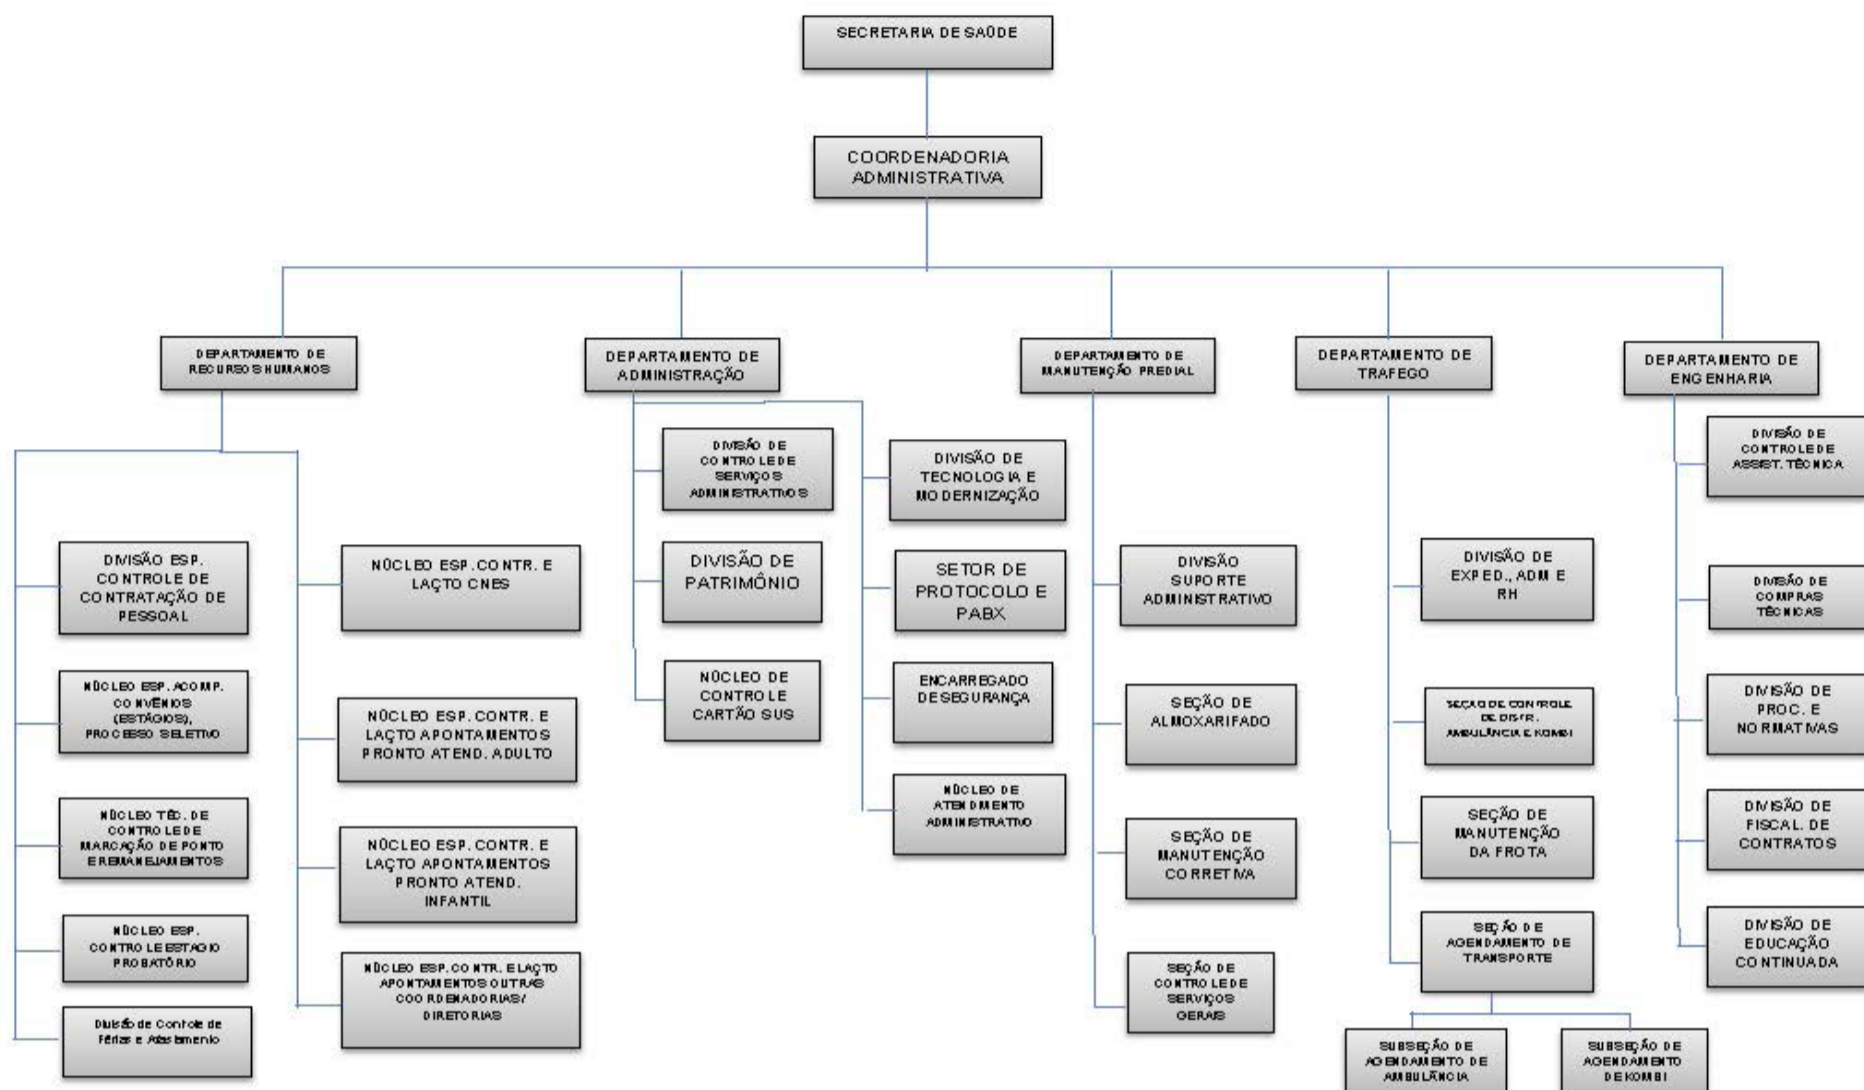 SECRETARIA DE SAÚDE
COORDENADORIA
ADMINISTRATIVA
DEPARTAMENTO DE
RECURSOS HUMANOS
DEPARTAMENTO DE
ADMINISTRAÇÃO
DEPARTAMENTO DE
MANUTENÇÃO PREDIAL
DEPARTAMENTO DE
TRAFEGO
DEPARTAMENTO DE
ENGENHARIA
DIVISÃO ESP.
CONTROLE DE
CONTRATAÇÃO DE
PESSOAL
NÚCLEO ESP. ACOMP.
CONVÊNIOS
(ESTÁGIOS),
PROCESSO SELETIVO
NÚCLEO TÉC. DE
CONTROLE DE
MARCAÇÃO DE PONTO
E REMANEJAMENTOS
NÚCLEO ESP.
CONTROLE ESTAGIO
PROBATÓRIO
Divisão de Controle de
Férias e Afastamento
NÚCLEO ESP. CONTR. E
LAÇTO CNES
NÚCLEO ESP. CONTR. E
LAÇTO APONTAMENTOS
PRONTO ATEND. ADULTO
NÚCLEO ESP. CONTR. E
LAÇTO APONTAMENTOS
PRONTO ATEND.
INFANTIL
NÚCLEO ESP. CONTR. E LAÇTO
APONTAMENTOS OUTRAS
COORDENADORIAS/
DIRETORIAS
DIVISÃO DE
CONTROLE DE
SERVIÇOS
ADMINISTRATIVOS
DIVISÃO DE
PATRIMÔNIO
NÚCLEO DE
CONTROLE
CARTÃO SUS
DIVISÃO DE
TECNOLOGIA E
MODERNIZAÇÃO
SETOR DE
PROTOCOLO E
PABX
ENCARREGADO
DE SEGURANÇA
NÚCLEO DE
ATENDIMENTO
ADMINISTRATIVO
DIVISÃO
SUPORTE
ADMINISTRATIVO
SEÇÃO DE
ALMOXARIFADO
SEÇÃO DE
MANUTENÇÃO
CORRETIVA
SEÇÃO DE
CONTROLE DE
SERVIÇOS
GERAIS
DIVISÃO DE
EXPED., ADM E
RH
SEÇÃO DE CONTROLE
DE DISTR.
AMBULÂNCIA E KOMBI
SEÇÃO DE
MANUTENÇÃO
DA FROTA
SEÇÃO DE
AGENDAMENTO DE
TRANSPORTE
SUBSEÇÃO DE
AGENDAMENTO DE
AMBULÂNCIA
SUBSEÇÃO DE
AGENDAMENTO
DE KOMBI
DIVISÃO DE
CONTROLE DE
ASSIST. TÉCNICA
DIVISÃO DE
COMPRAS
TÉCNICAS
DIVISÃO DE
PROC. E
NORMATIVAS
DIVISÃO DE
FISCAL. DE
CONTRATOS
DIVISÃO DE
EDUCAÇÃO
CONTINUADA